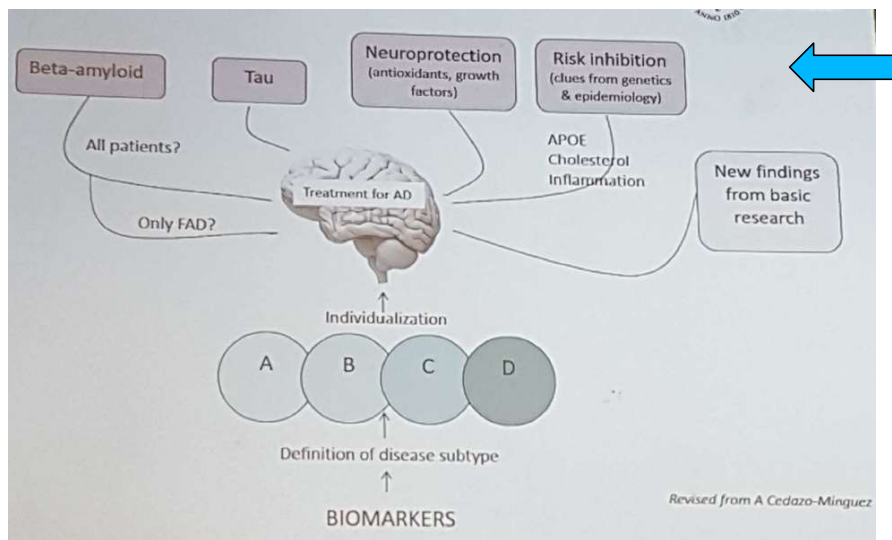 ANNO 1810
Beta-amyloid
Tau
Neuroprotection
(antioxidants, growth
factors)
Risk inhibition
(clues from genetics
& epidemiology)
All patients?
Only FAD?
Treatment for AD
APOE
Cholesterol
Inflammation
New findings
from basic
research
Individualization
A
B
C
D
Definition of disease subtype
BIOMARKERS
Revised from A Cedazo-Minguez